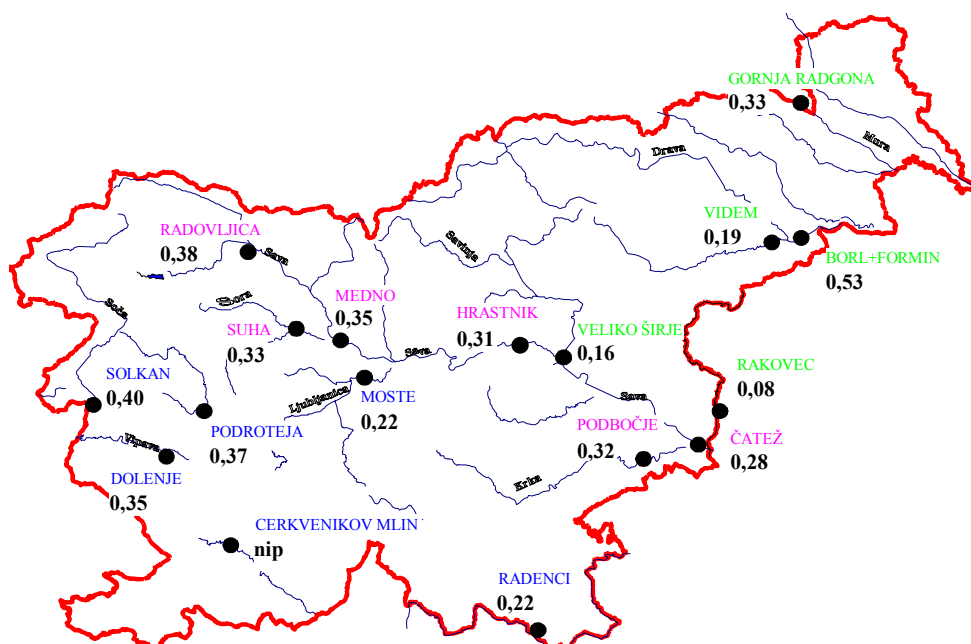 GORNJA RADGONA
0,33
Mura
Drava
VIDEM
0,19
BORL+FORMIN
0,53
RADOVLJICA
0,38
Sava
Savinja
Soča
Sora
MEDNO
0,35
SUHA
0,33
HRASTNIK
0,31
VELIKO ŠIRJE
0,16
Sava
RAKOVEC
0,08
SOLKAN
0,40
Ljubljanica
MOSTE
0,22
Sava
PODROTEJA
0,37
PODBOČJE
0,32
ČATEŽ
0,28
Vipava
DOLENJE
0,35
Krka
CERKVENIKOV MLIN
nip
RADENCI
0,22